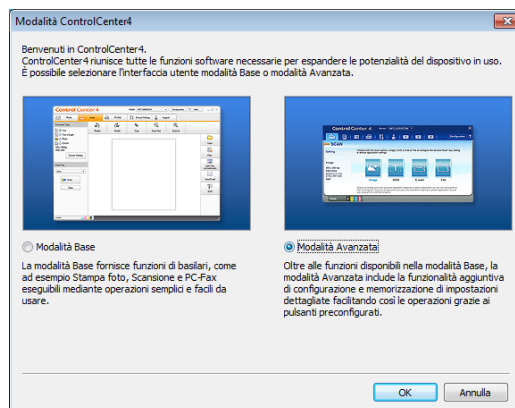 Modalità ControlCenter4
Benvenuti in ControlCenter4.
ControlCenter4 riunisce tutte le funzioni software necessarie per espandere le potenzialità del dispositivo in uso.
È possibile selezionare l'interfaccia utente modalità Base o modalità Avanzata.
Control Center 4
Control Center 4
SCAN
Modalità Base
La modalità Base fornisce funzioni di basilari, come
ad esempio Stampa foto, Scansione e PC-Fax
eseguibili mediante operazioni semplici e facili da
usare.
Modalità Avanzata
Oltre alle funzioni disponibili nella modalità Base, la
modalità Avanzata include la funzionalità aggiuntiva
di configurazione e memorizzazione di impostazioni
dettagliate facilitando così le operazioni grazie ai
pulsanti preconfigurati.
OK
Annulla